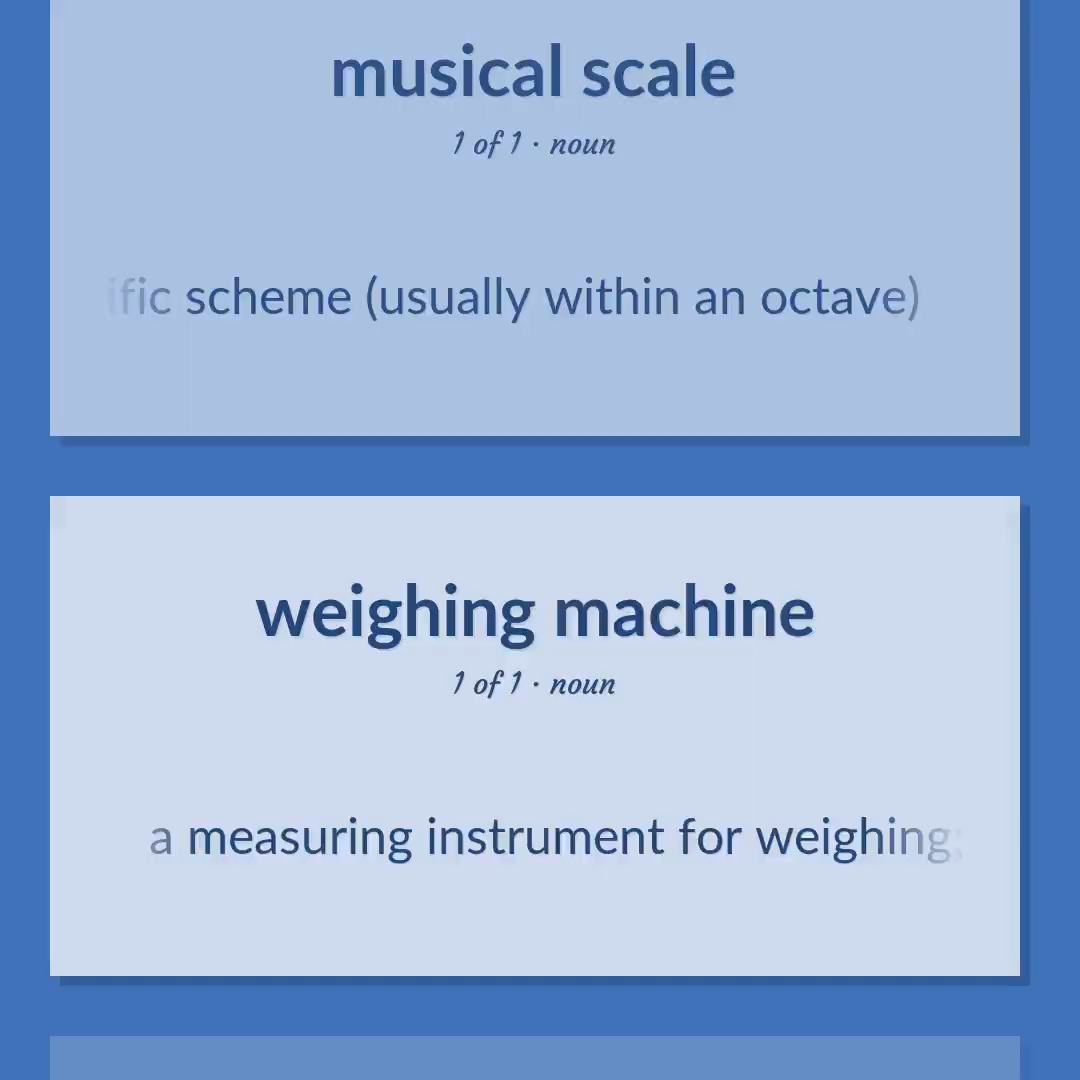 musical scale
1 of 1 · noun
ific scheme (usually within an octave)
weighing machine
1 of 1 · noun
a measuring instrument for weighing;